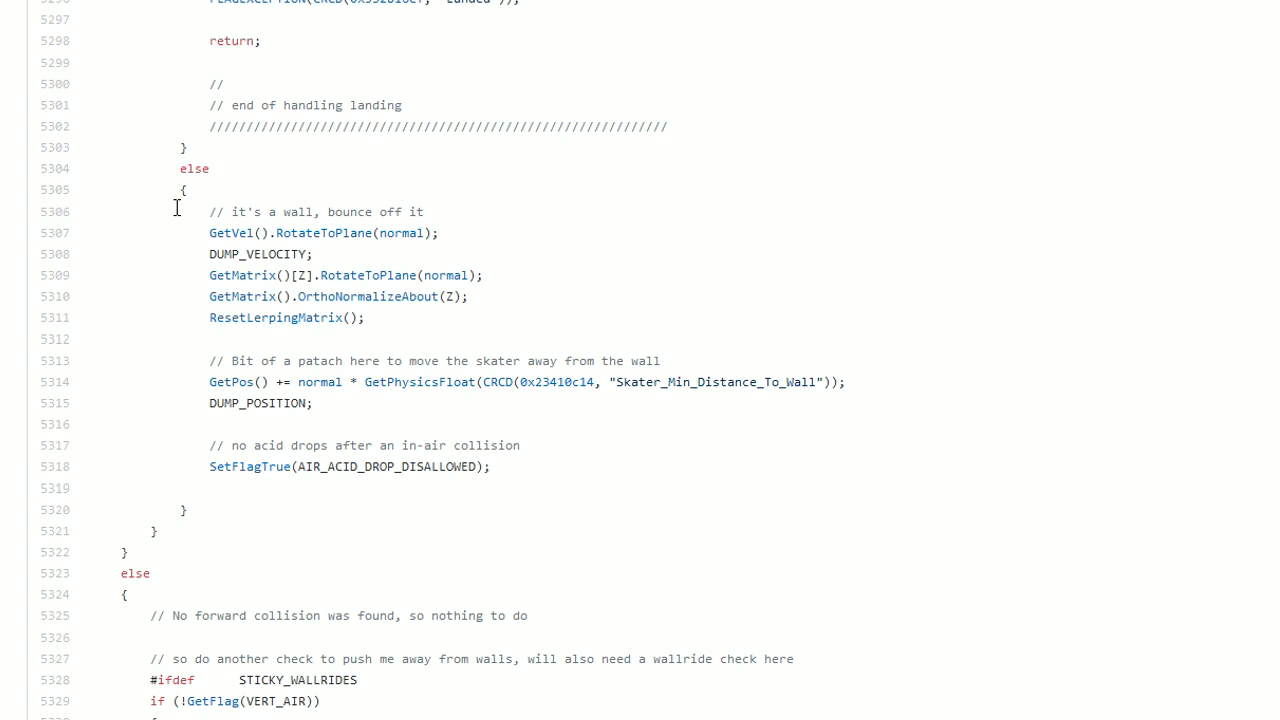 5297
5298 return;
5299
5300 //
5301 // end of handling landing
5302 //////////////////////////////////////////////////////////////
5303 }
5304 else
5305 {
5306 // it's a wall, bounce off it
5307 GetVel().RotateToPlane(normal);
5308 DUMP_VELOCITY;
5309 GetMatrix()[Z].RotateToPlane(normal);
5310 GetMatrix().OrthoNormalizeAbout(Z);
5311 ResetLerpingMatrix();
5312
5313 // Bit of a patach here to move the skater away from the wall
5314 GetPos() += normal * GetPhysicsFloat(CRCD(0x23410c14, "Skater_Min_Distance_To_Wall"));
5315 DUMP_POSITION;
5316
5317 // no acid drops after an in-air collision
5318 SetFlagTrue(AIR_ACID_DROP_DISALLOWED);
5319
5320 }
5321 }
5322 }
5323 else
5324 {
5325 // No forward collision was found, so nothing to do
5326
5327 // so do another check to push me away from walls, will also need a wallride check here
5328 #ifdef STICKY_WALLRIDES
5329 if (!GetFlag(VERT_AIR))